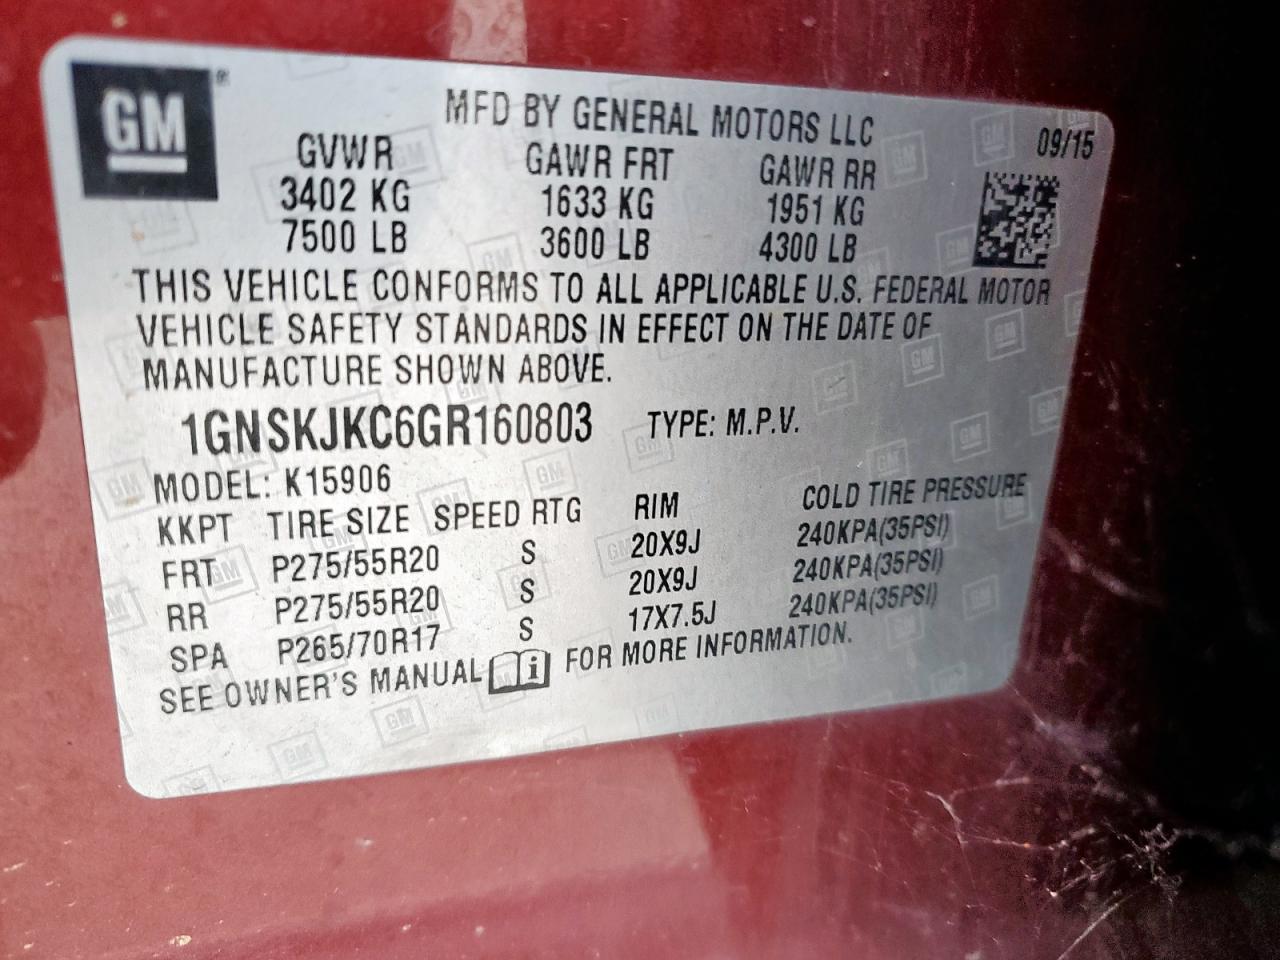 GM®
MFD BY GENERAL MOTORS LLC
09/15
GVWR GAWR FRT GAWR RR
3402 KG 1633 KG 1951 KG
7500 LB 3600 LB 4300 LB
THIS VEHICLE CONFORMS TO ALL APPLICABLE U.S. FEDERAL MOTOR
VEHICLE SAFETY STANDARDS IN EFFECT ON THE DATE OF
MANUFACTURE SHOWN ABOVE.
1GNSKJKC6GR160803 TYPE: M.P.V.
MODEL: K15906
KKPT TIRE SIZE SPEED RTG RIM COLD TIRE PRESSURE
FRT P275/55R20 S 20X9J 240KPA(35PSI)
RR P275/55R20 S 20X9J 240KPA(35PSI)
SPA P265/70R17 S 17X7.5J 240KPA(35PSI)
SEE OWNER'S MANUAL i FOR MORE INFORMATION.